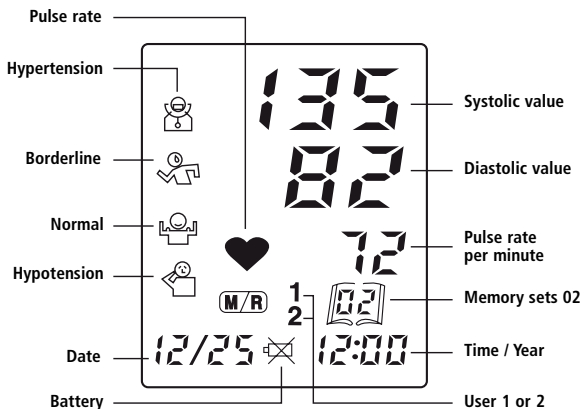 Pulse rate
Hypertension
135
Systolic value
Borderline
82
Diastolic value
Normal
72
Pulse rate
per minute
Hypotension
M/R
1
2
02
Memory sets 02
Date
12/25
12:00
Time / Year
Battery
User 1 or 2